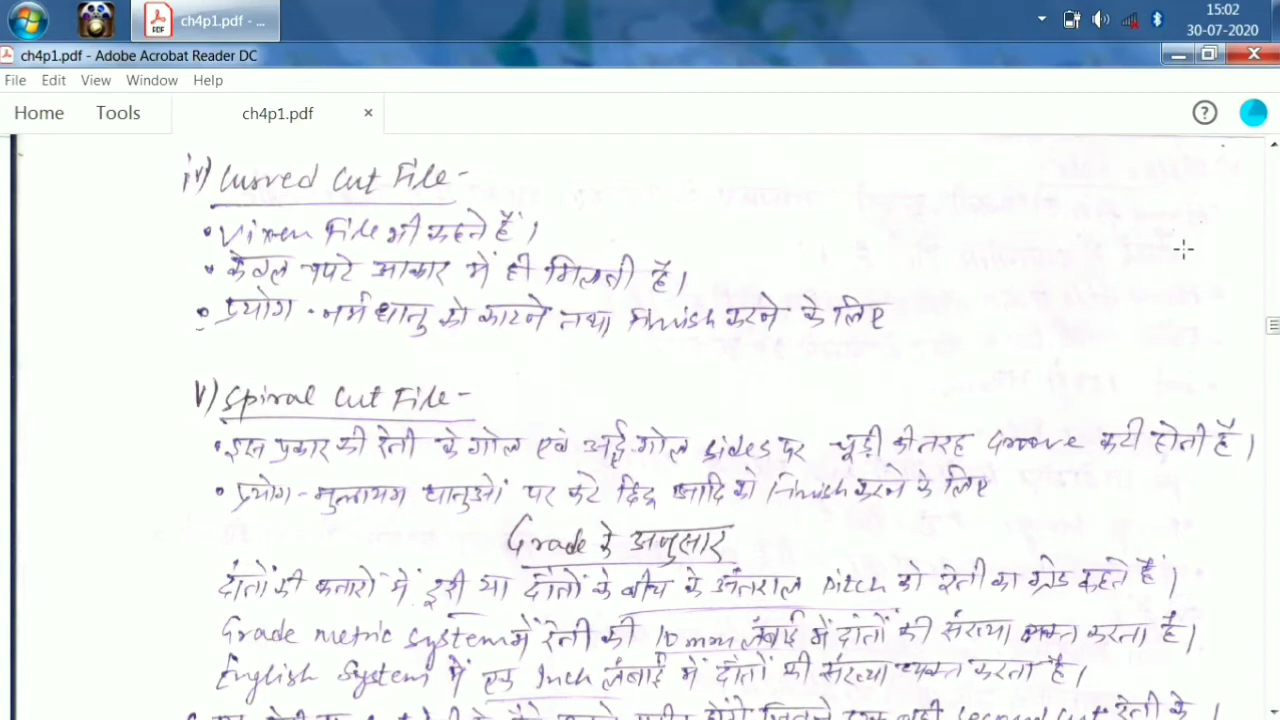 ch4p1.pdf - ...
15:02
30-07-2020
ch4p1.pdf - Adobe Acrobat Reader DC
File Edit View Window Help
Home Tools ch4p1.pdf ×
iv) Curved Cut File -
• Vixen File भी कहते हैं।
• केवल चपटे आकार में ही मिलती है।
• प्रयोग - नर्म धातु को काटने तथा Finish करने के लिए
V) Spiral Cut File -
• इस प्रकार की रेती के गोल एवं अर्द्ध गोल sides पर चूड़ी की तरह Groove कटी होती है।
• प्रयोग - मुलायम धातुओं पर कटे छिद्र आदि को Finish करने के लिए
Grade के अनुसार
दांतों की कतारों में दूरी या दांतों के बीच के अंतराल Pitch को रेती का ग्रेड कहते हैं।
Grade metric system में रेती की 10 mm लंबाई में दांतों की संख्या व्यक्त करता है।
English System में एक Inch लंबाई में दांतों की संख्या व्यक्त करता है।